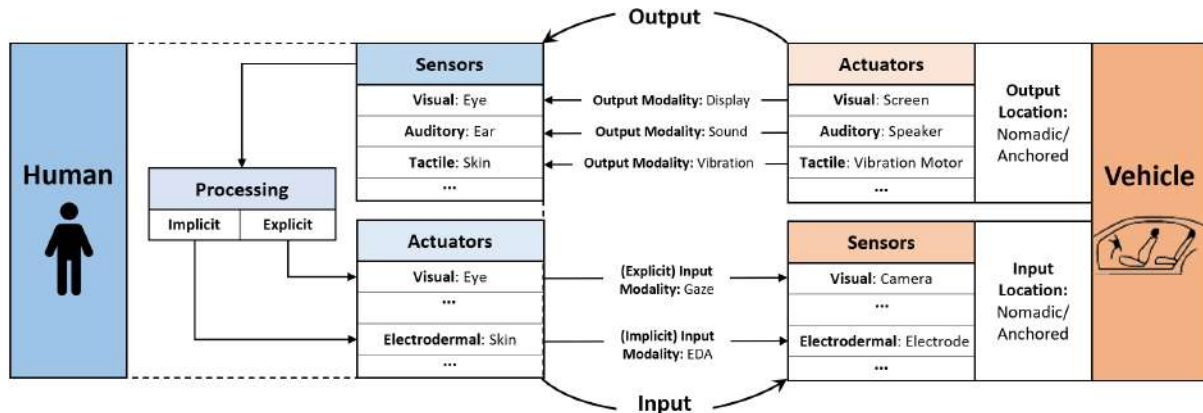 Output
Human
Sensors
Visual: Eye
Auditory: Ear
Tactile: Skin
...
Processing
Implicit
Explicit
Actuators
Visual: Eye
...
Electrodermal: Skin
...
Output Modality: Display
Output Modality: Sound
Output Modality: Vibration
(Explicit) Input
Modality: Gaze
(Implicit) Input
Modality: EDA
Actuators
Visual: Screen
Auditory: Speaker
Tactile: Vibration Motor
...
Output
Location:
Nomadic/
Anchored
Sensors
Visual: Camera
...
Electrodermal: Electrode
...
Input
Location:
Nomadic/
Anchored
Vehicle
Input